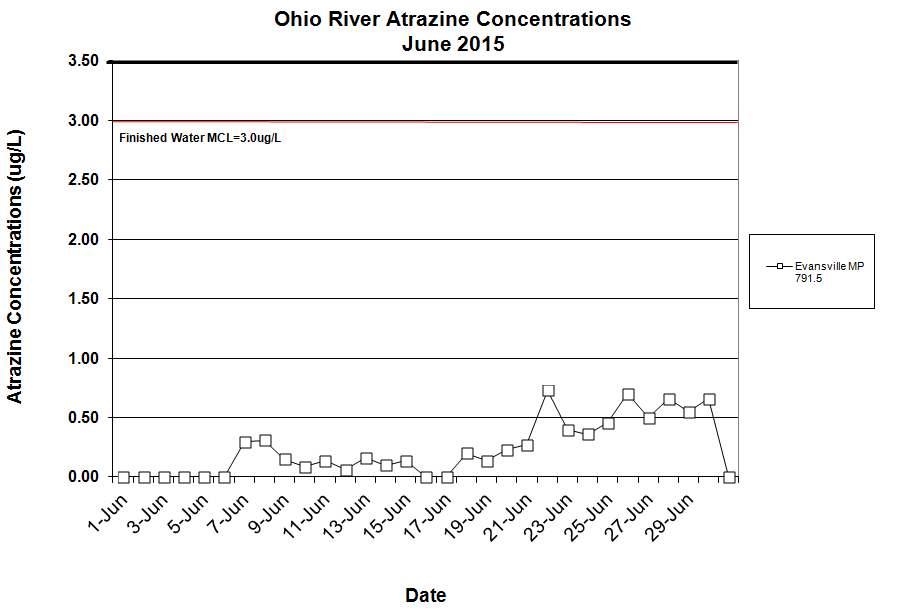 Ohio River Atrazine Concentrations
June 2015
3.50
3.00
Finished Water MCL=3.0ug/L
2.50
2.00
1.50
1.00
0.50
0.00
Atrazine Concentrations (ug/L)
Evansville MP
791.5
1-Jun
3-Jun
5-Jun
7-Jun
9-Jun
11-Jun
13-Jun
15-Jun
17-Jun
19-Jun
21-Jun
23-Jun
25-Jun
27-Jun
29-Jun
Date